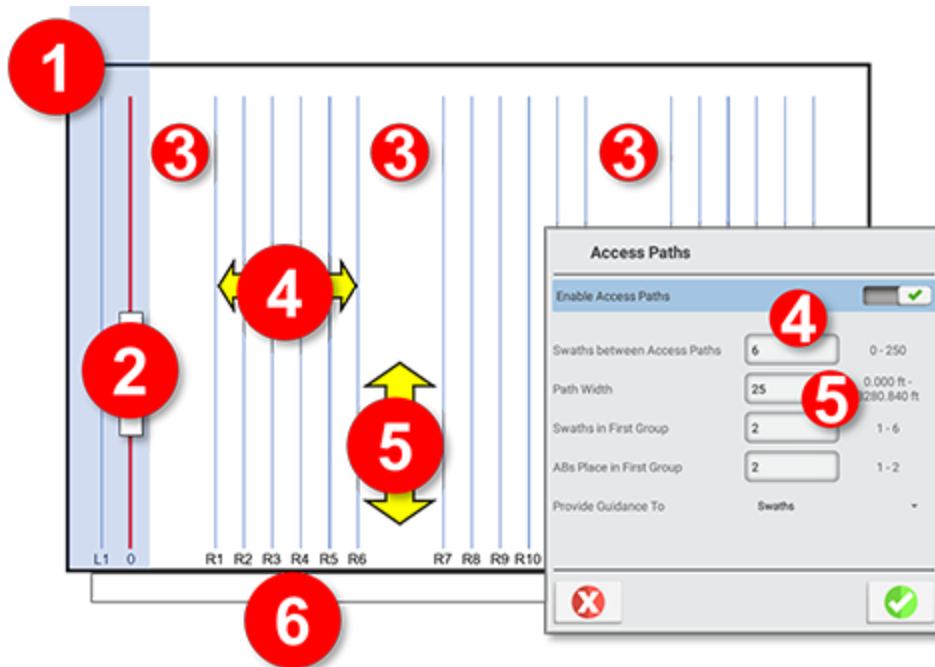 1
3
3
3
4
2
5
L1 0 R1 R2 R3 R4 R5 R6 R7 R8 R9 R10
6
Access Paths
Enable Access Paths
4
Swaths between Access Paths 6 0 - 250
Path Width 25 5 0.000 ft -
3280.840 ft
Swaths in First Group 2 1 - 6
ABs Place in First Group 2 1 - 2
Provide Guidance To Swaths